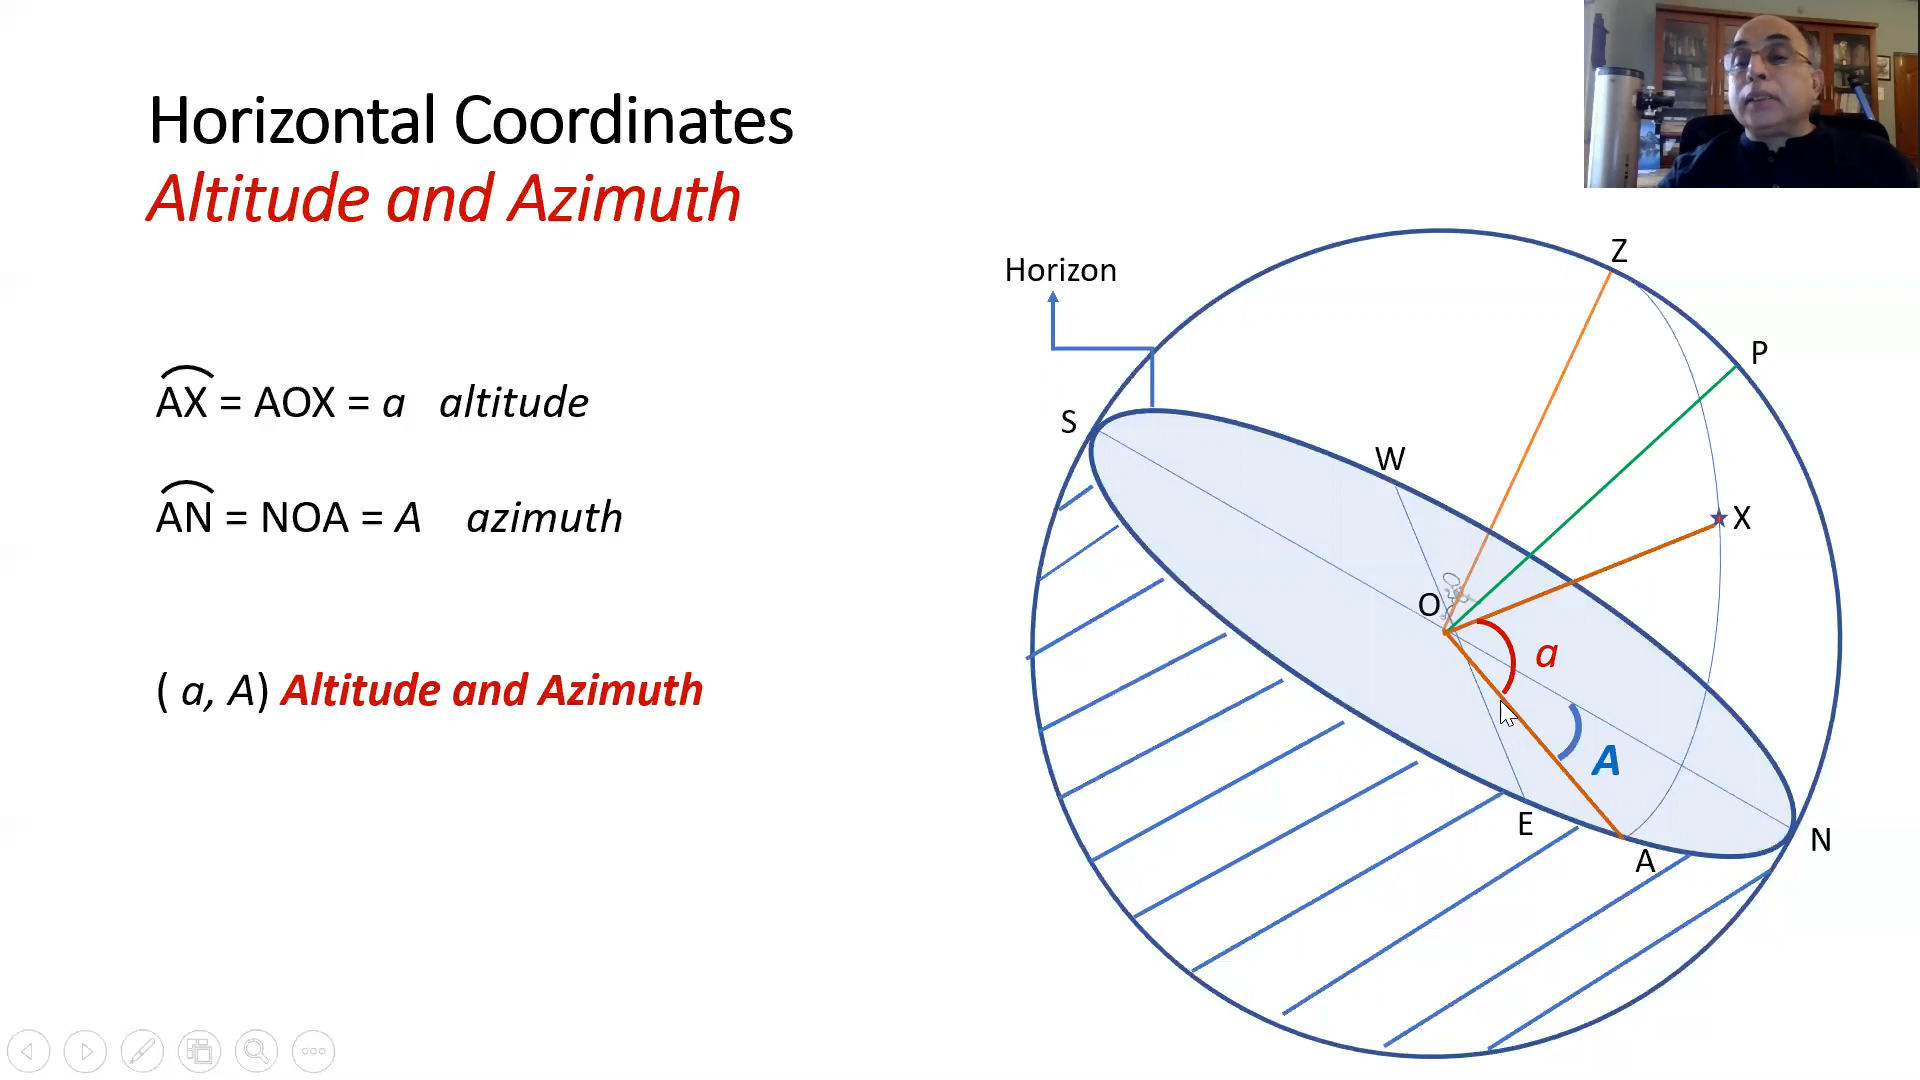 Horizontal Coordinates
Altitude and Azimuth
AX = AOX = a altitude
AN = NOA = A azimuth
( a, A) Altitude and Azimuth
Horizon
Z
P
S
W
X
O
a
A
E
A
N